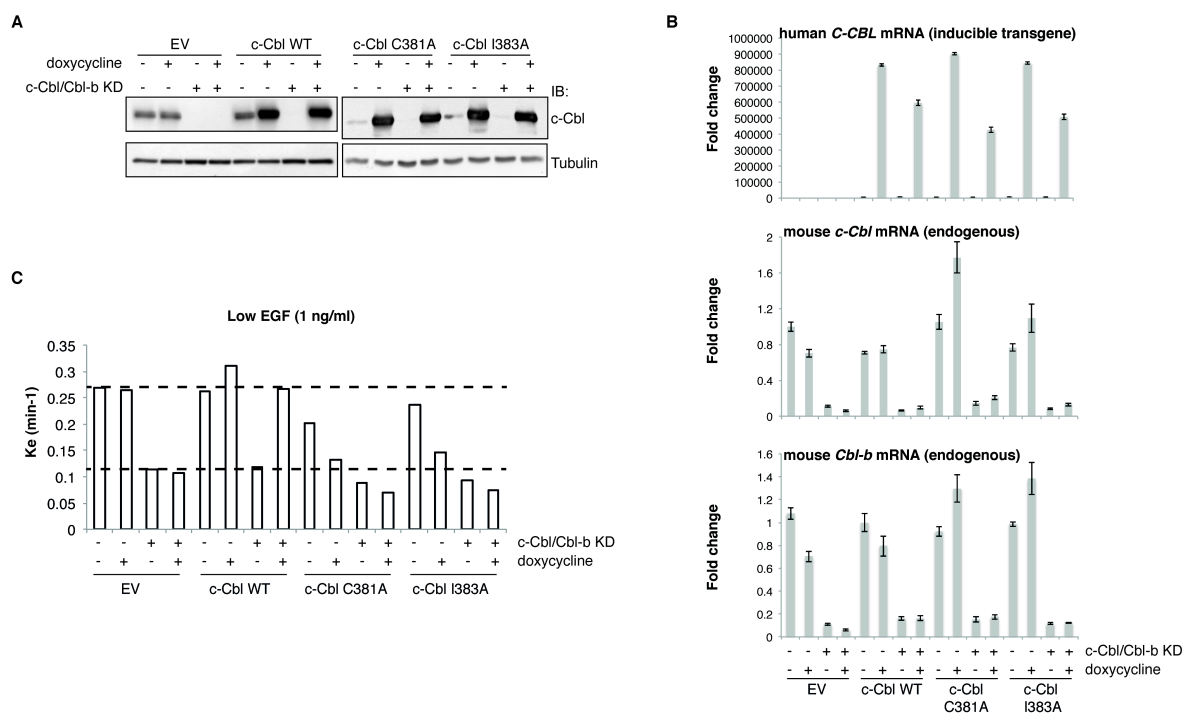 A
EV c-Cbl WT c-Cbl C381A c-Cbl I383A
doxycycline - + - + - + - + - + - + - + - +
c-Cbl/Cbl-b KD - - + + - - + + - - + + - - + +
IB:
c-Cbl
Tubulin
B
human C-CBL mRNA (inducible transgene)
Fold change
1000000
900000
800000
700000
600000
500000
400000
300000
200000
100000
0
mouse c-Cbl mRNA (endogenous)
Fold change
2
1.6
1.2
0.8
0.4
0
mouse Cbl-b mRNA (endogenous)
Fold change
1.6
1.4
1.2
1
0.8
0.6
0.4
0.2
0
- - + + - - + + - - + + - - + + c-Cbl/Cbl-b KD
- + - + - + - + - + - + - + - + doxycycline
EV c-Cbl WT c-Cbl C381A c-Cbl I383A
C
Low EGF (1 ng/ml)
Ke (min-1)
0.35
0.3
0.25
0.2
0.15
0.1
0.05
0
- - + + - - + + - - + + - - + + c-Cbl/Cbl-b KD
- + - + - + - + - + - + - + - + doxycycline
EV c-Cbl WT c-Cbl C381A c-Cbl I383A